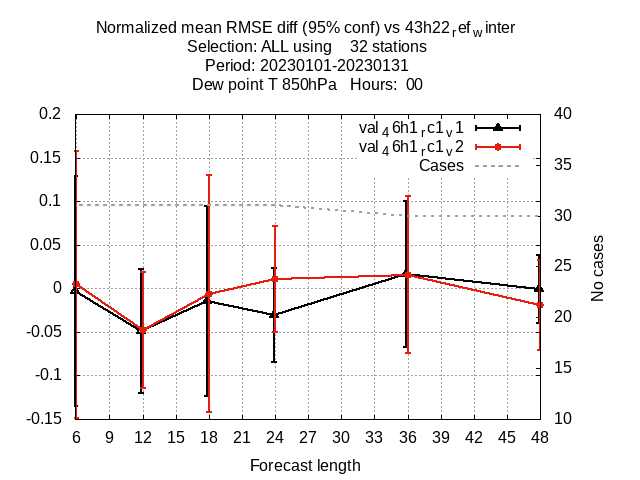 Normalized mean RMSE diff (95% conf) vs 43h22refwinter
Selection: ALL using    32 stations
Period: 20230101-20230131
Dew point T 850hPa   Hours:  00
val46h1rc1v1
val46h1rc1v2
Cases
0.2
0.15
0.1
0.05
0
-0.05
-0.1
-0.15
40
35
30
25
20
15
10
No cases
6 9 12 15 18 21 24 27 30 33 36 39 42 45 48
Forecast length